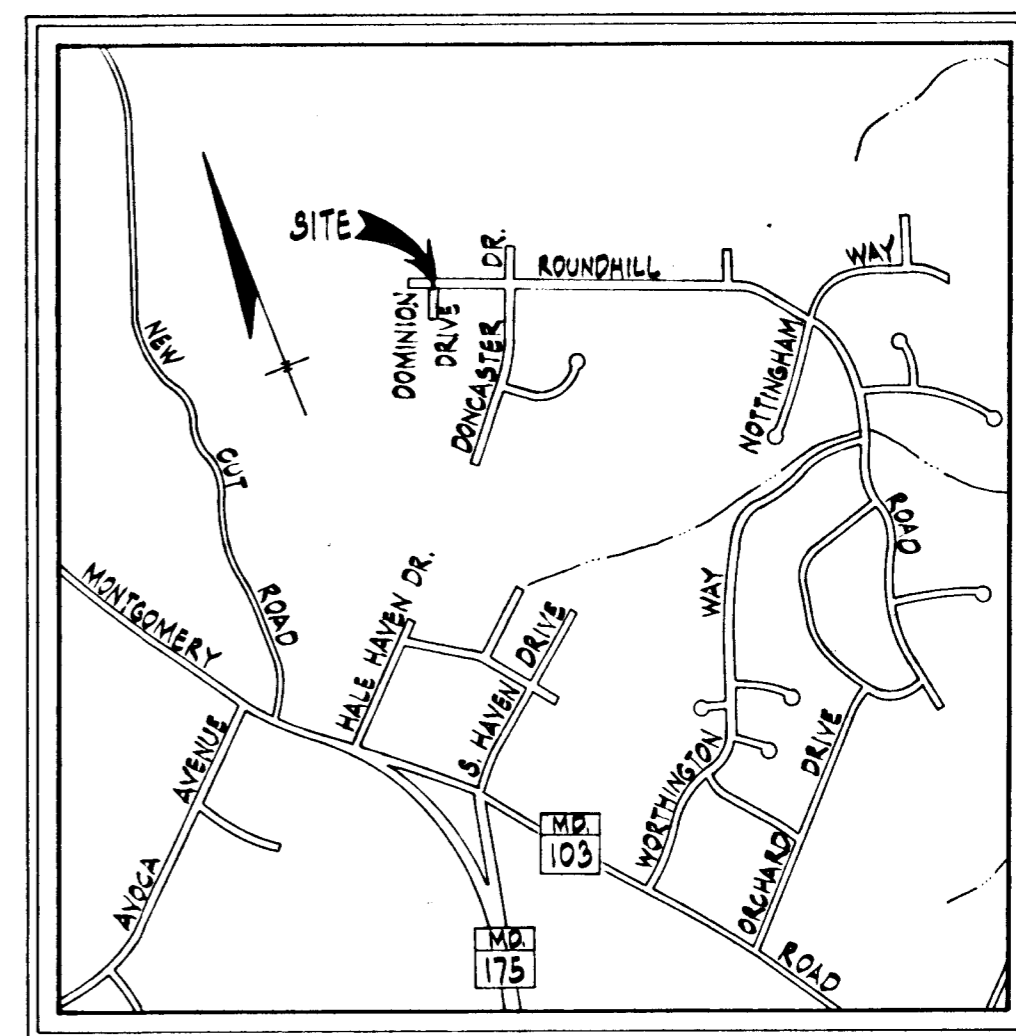 SITE
DR.
ROUNDHILL
WAY
DOMINION
DRIVE
DONCASTER
NOTTINGHAM
NEW
CUT
ROAD
ROAD
MONTGOMERY
HALE HAVEN DR.
S. HAVEN DRIVE
WAY
WORTHINGTON
DRIVE
ORCHARD
AVENUE
AVOCA
MD.
103
MD.
175
ROAD